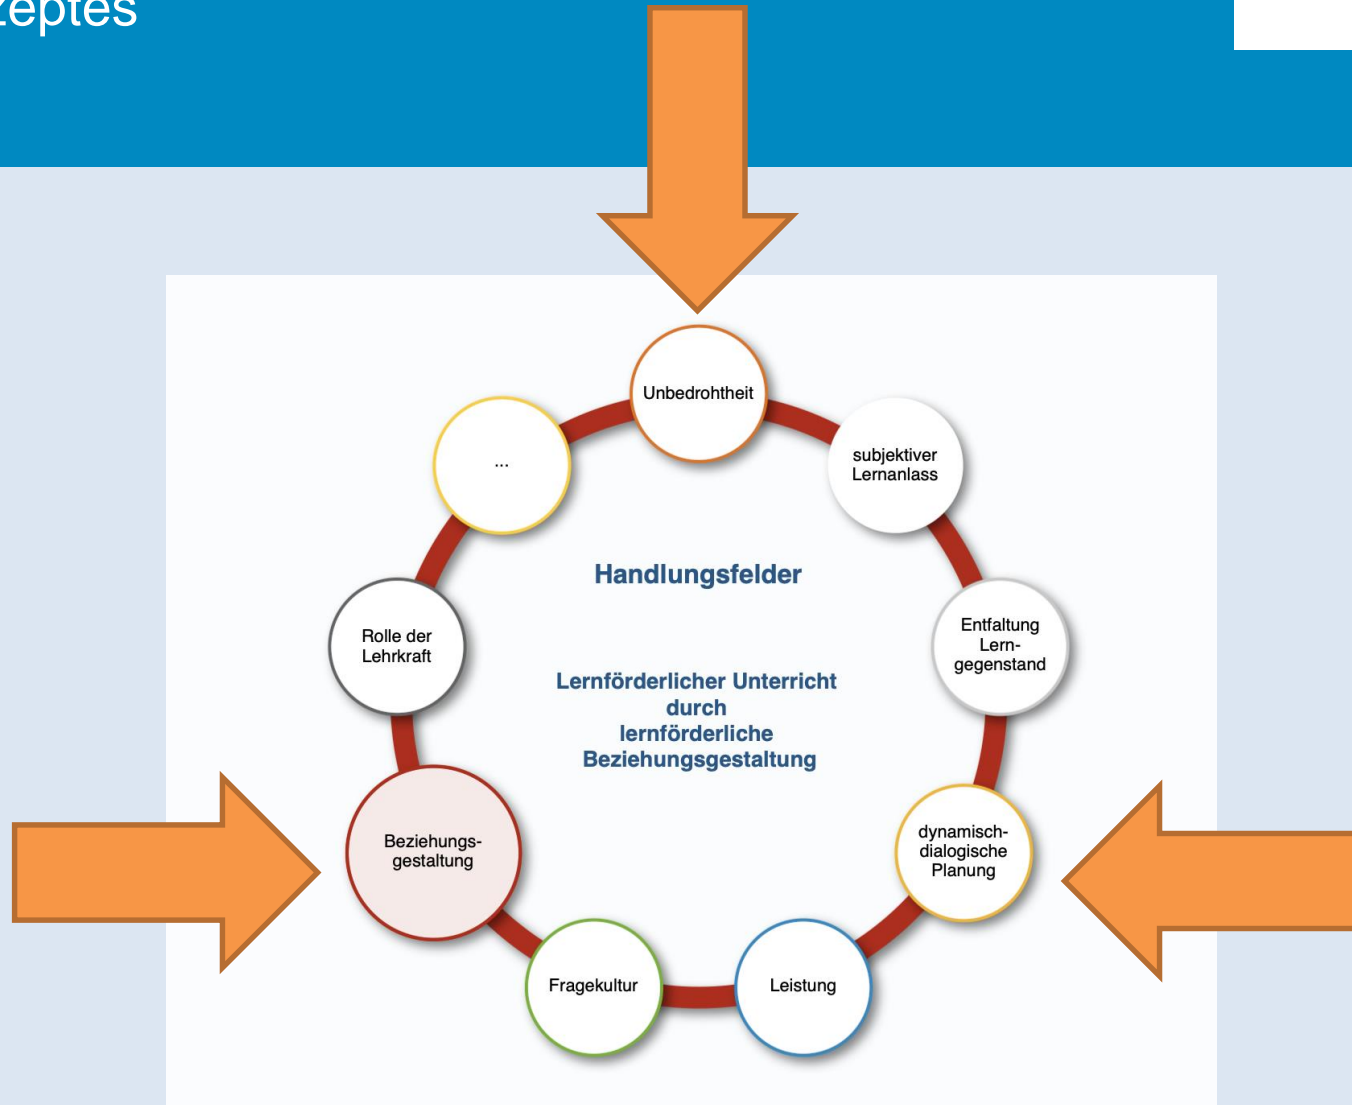 zeptes
Unbedrohtheit
subjektiver
Lernanlass
Entfaltung
Lern-
gegenstand
dynamisch-
dialogische
Planung
Leistung
Fragekultur
Beziehungs-
gestaltung
Rolle der
Lehrkraft
...
Handlungsfelder
Lernförderlicher Unterricht
durch
lernförderliche
Beziehungsgestaltung